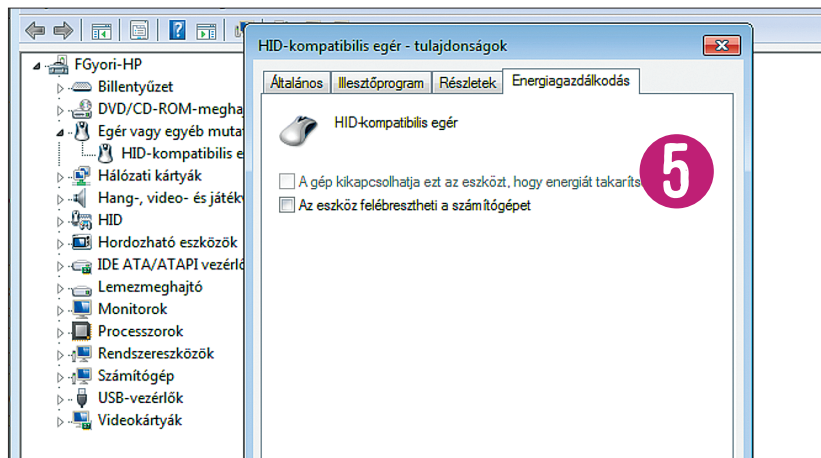 HID-kompatibilis egér - tulajdonságok
Általános
Illesztőprogram
Részletek
Energiagazdálkodás
HID-kompatibilis egér
A gép kikapcsolhatja ezt az eszközt, hogy energiát
Az eszköz felébresztheti a számítógépet
5
FGyori-HP
Billentyűzet
DVD/CD-ROM-megha
Egér vagy egyéb muta
HID-kompatibilis e
Hálózati kártyák
Hang-, video- és játékv
HID
Hordozható eszközök
IDE ATA/ATAPI vezérlő
Lemezmeghajtó
Monitorok
Processzorok
Rendszereszközök
Számítógép
USB-vezérlők
Videokártyák